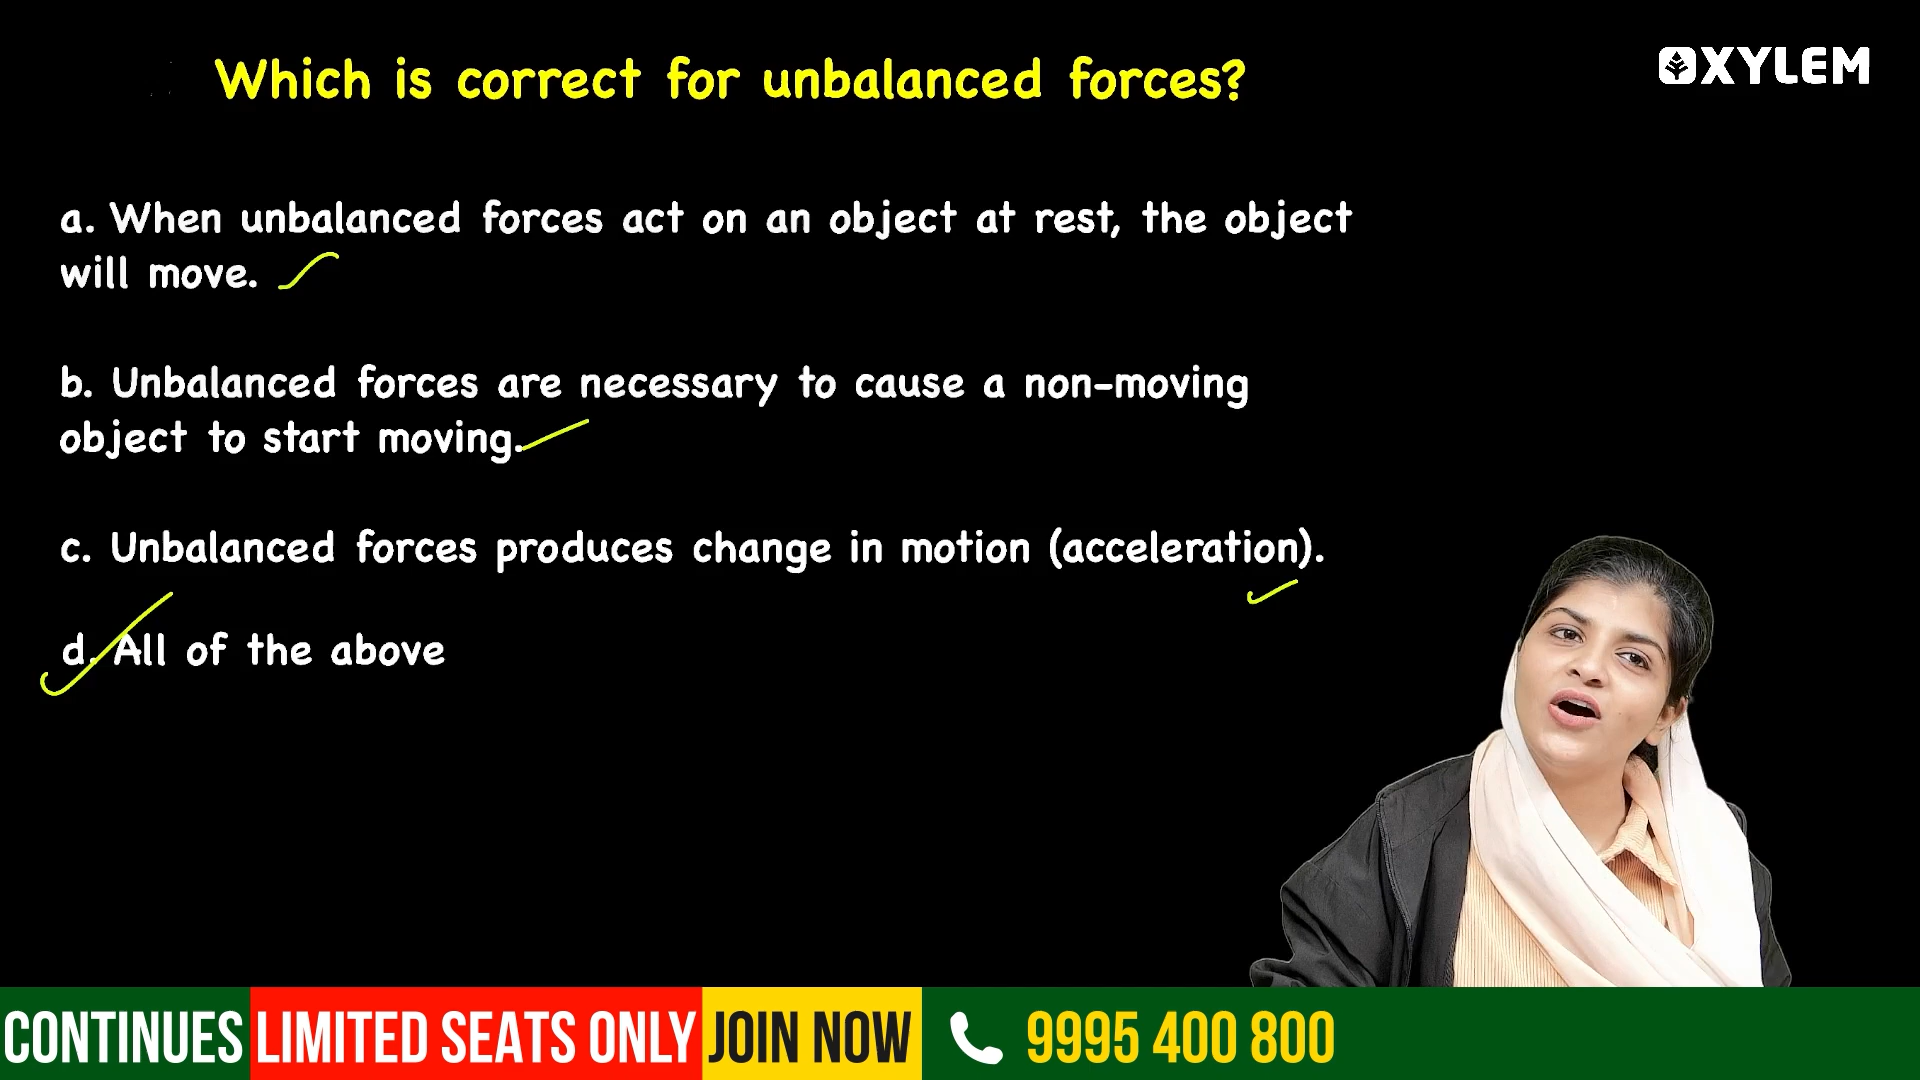 Which is correct for unbalanced forces?
XYLEM
a. When unbalanced forces act on an object at rest, the object
will move.
b. Unbalanced forces are necessary to cause a non-moving
object to start moving.
c. Unbalanced forces produces change in motion (acceleration).
d. All of the above
CONTINUES LIMITED SEATS ONLY JOIN NOW 9995 400 800